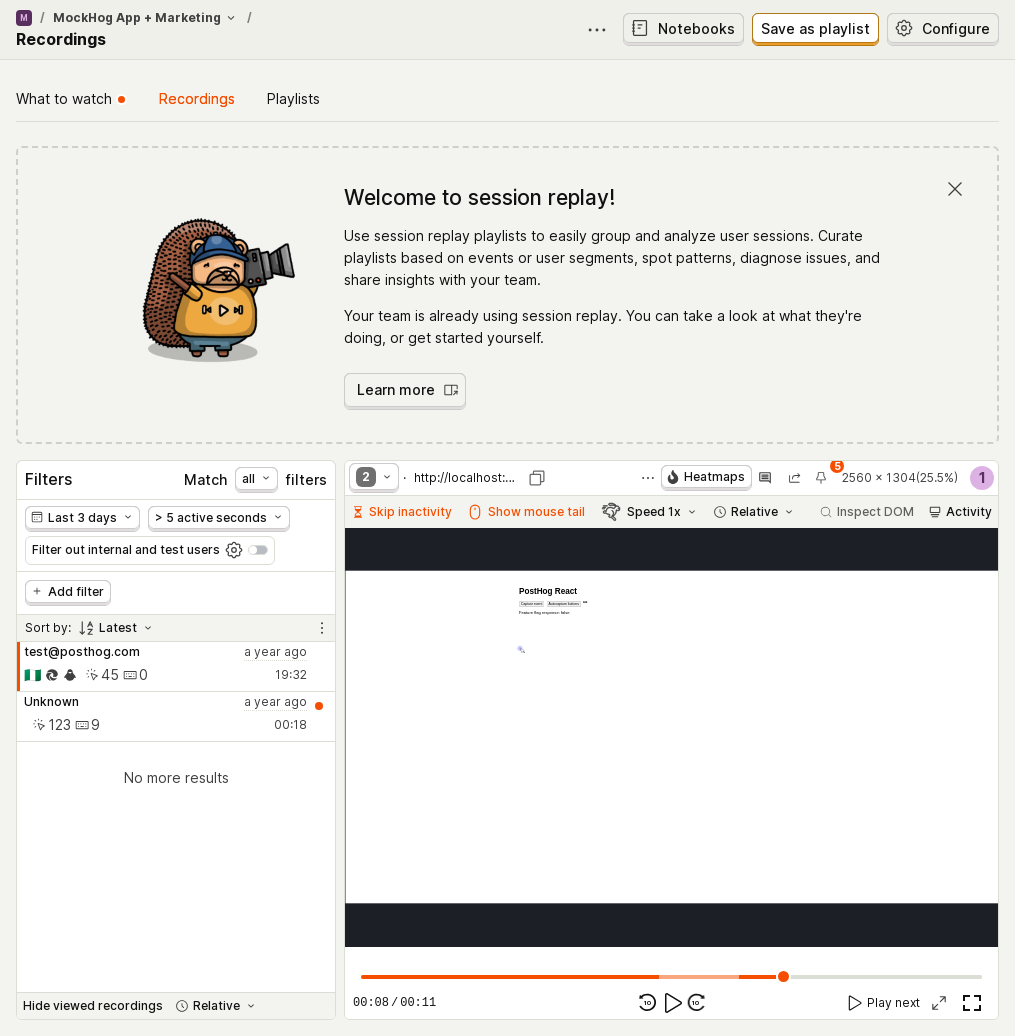 M / MockHog App + Marketing /
Recordings
Notebooks
Save as playlist
Configure
What to watch
Recordings
Playlists
Welcome to session replay!
Use session replay playlists to easily group and analyze user sessions. Curate
playlists based on events or user segments, spot patterns, diagnose issues, and
share insights with your team.
Your team is already using session replay. You can take a look at what they're
doing, or get started yourself.
Learn more
Filters
Match all filters
Last 3 days
> 5 active seconds
Filter out internal and test users
+ Add filter
Sort by: Latest
test@posthog.com
a year ago
45 0
19:32
Unknown
a year ago
123 9
00:18
No more results
Hide viewed recordings
Relative
2 · http://localhost:...
Heatmaps
5
2560 × 1304(25.5%)
1
Skip inactivity
Show mouse tail
Speed 1x
Relative
Inspect DOM
Activity
PostHog React
Feature flag response: false
00:08 / 00:11
10
10
Play next